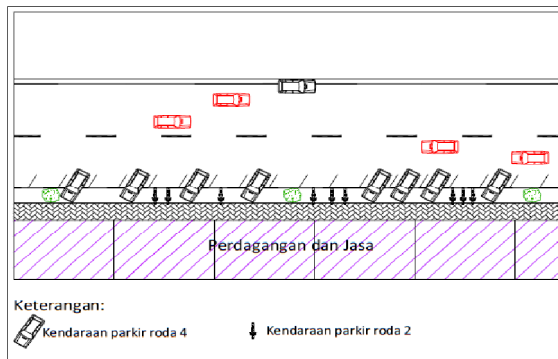 Perdagangan dan Jasa
Keterangan:
Kendaraan parkir roda 4
Kendaraan parkir roda 2